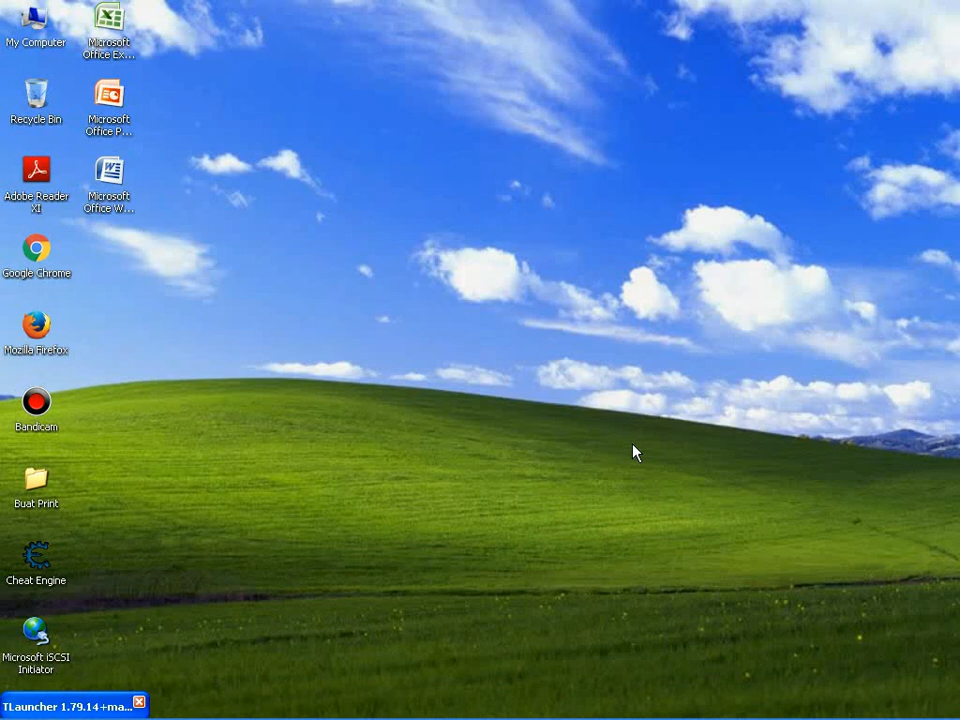 My Computer
Microsoft
Office Ex...
Recycle Bin
Microsoft
Office P...
Adobe Reader
XI
Microsoft
Office W...
Google Chrome
Mozilla Firefox
Bandicam
Buat Print
Cheat Engine
Microsoft iSCSI
Initiator
TLauncher 1.79.14+ma...